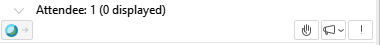 Attendee: 1 (0 displayed)